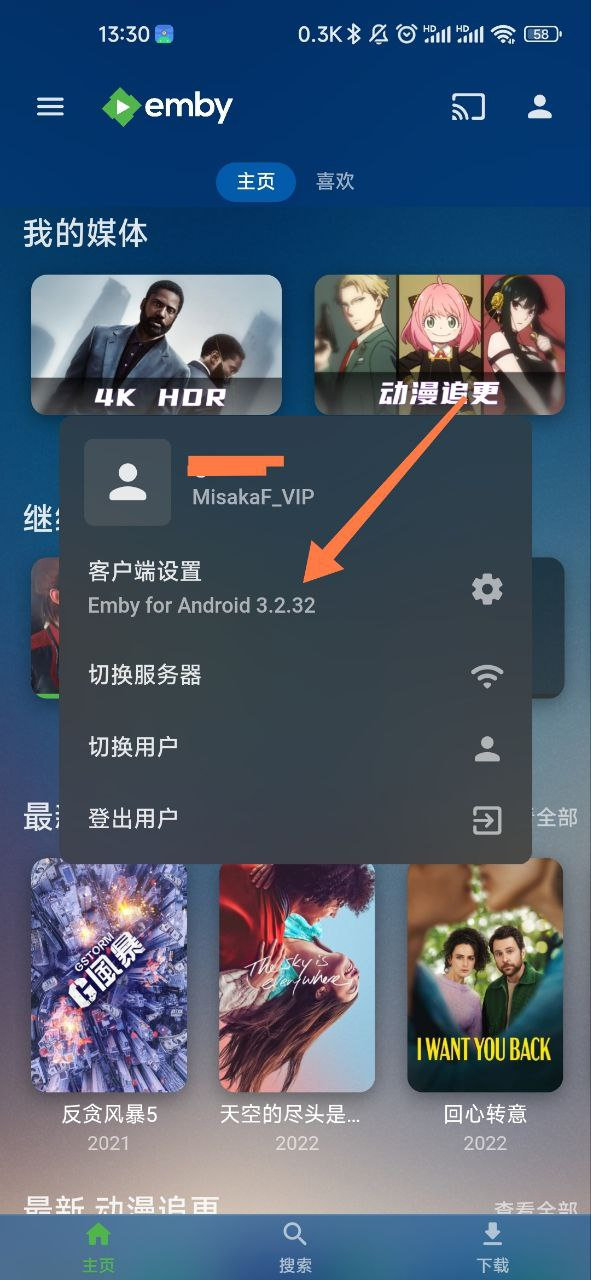 13:30
0.3K
HD
HD
58
emby
主页
喜欢
我的媒体
4K HDR
动漫追更
MisakaF_VIP
继
客户端设置
Emby for Android 3.2.32
切换服务器
切换用户
登出用户
最
全部
GSTORM
G風暴
The sky is
everywhere
I WANT YOU BACK
反贪风暴5
天空的尽头是...
回心转意
2021
2022
2022
最新 动漫追更
查看全部
主页
搜索
下载